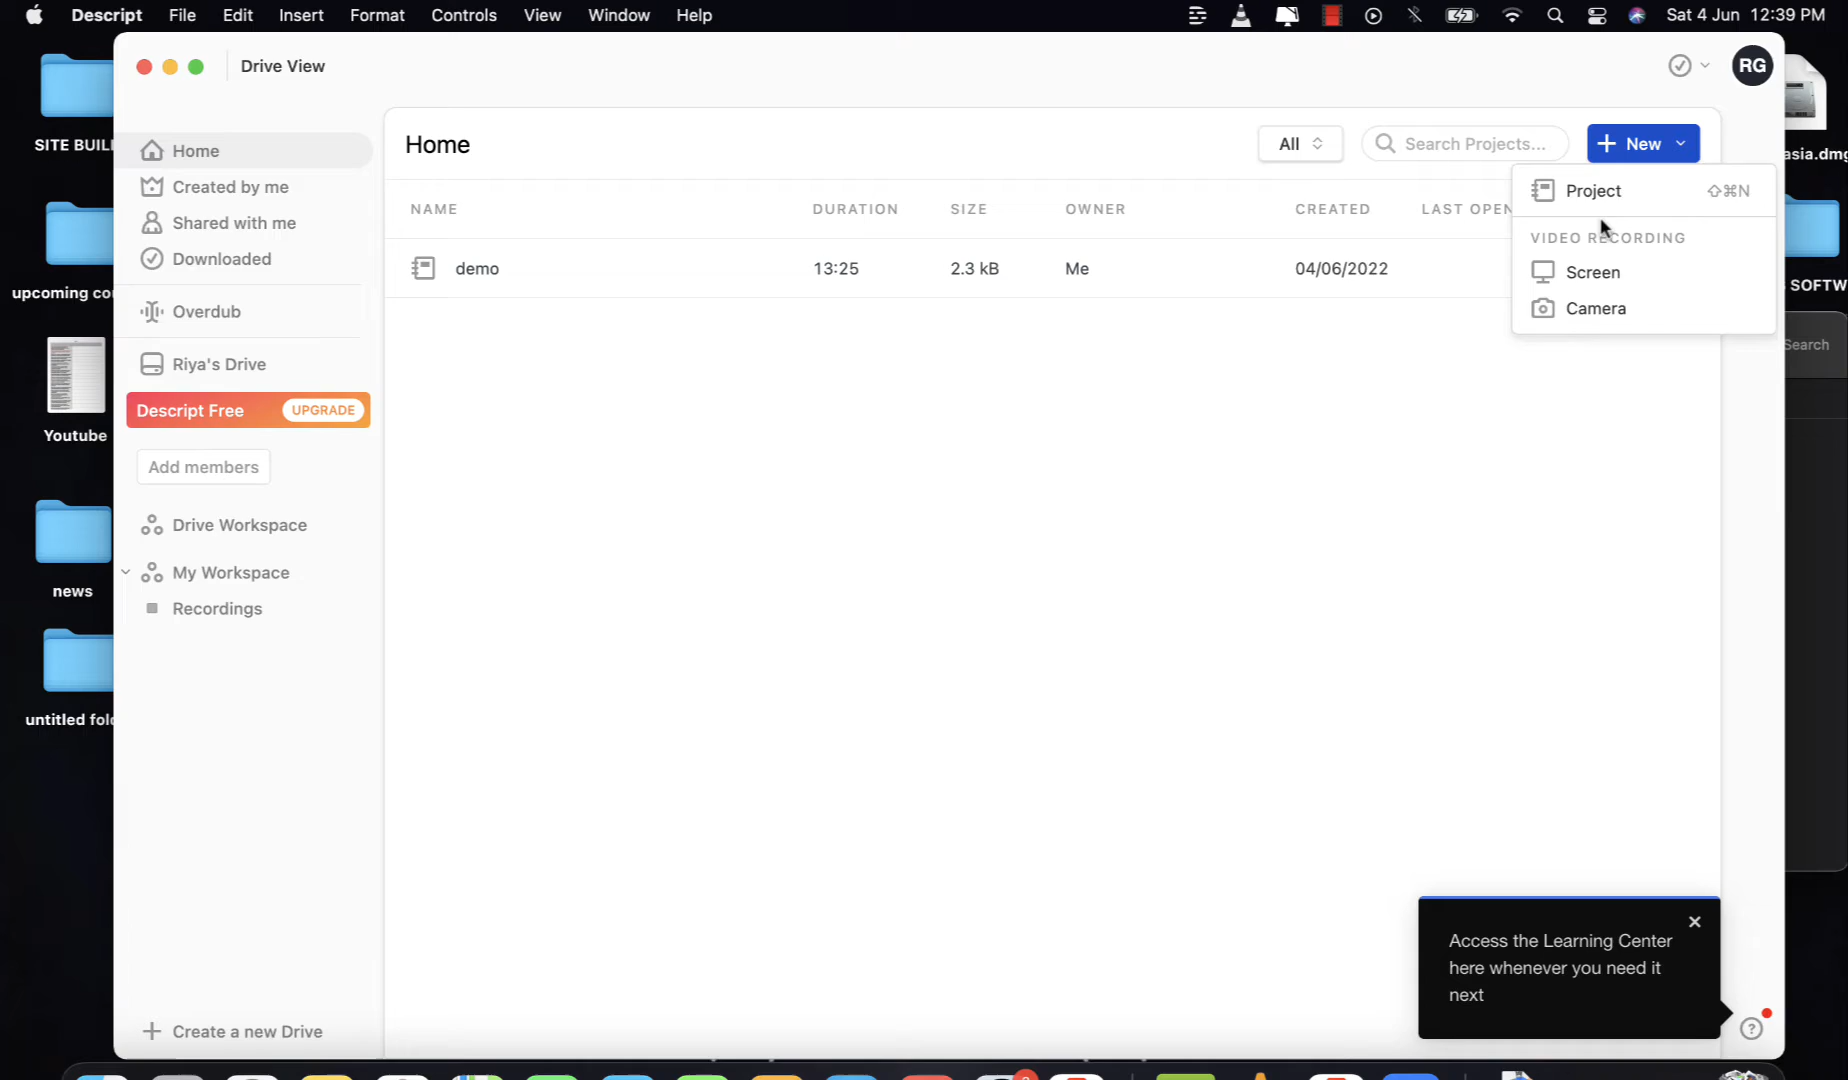 Descript File Edit Insert Format Controls View Window Help Sat 4 Jun 12:39 PM
Drive View RG
SITE BUIL
upcoming co
Youtube
news
untitled fol
Home
Created by me
Shared with me
Downloaded
Overdub
Riya's Drive
Descript Free UPGRADE
Add members
Drive Workspace
My Workspace
Recordings
+ Create a new Drive
Home All Search Projects... + New
NAME DURATION SIZE OWNER CREATED LAST OPEN
demo 13:25 2.3 kB Me 04/06/2022
Project ⇧⌘N
VIDEO RECORDING
Screen
Camera
asia.dmg
SOFTW
Search
Access the Learning Center
here whenever you need it
next
?